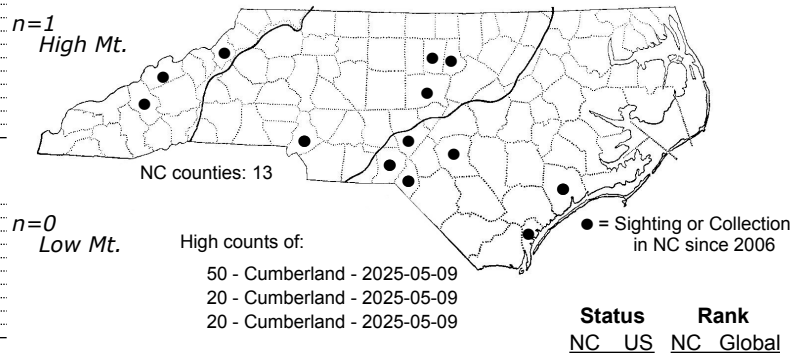 n=1
High Mt.
NC counties: 13
n=0
Low Mt.
High counts of:
50 - Cumberland - 2025-05-09
20 - Cumberland - 2025-05-09
20 - Cumberland - 2025-05-09
● = Sighting or Collection
in NC since 2006
Status Rank
NC US NC Global